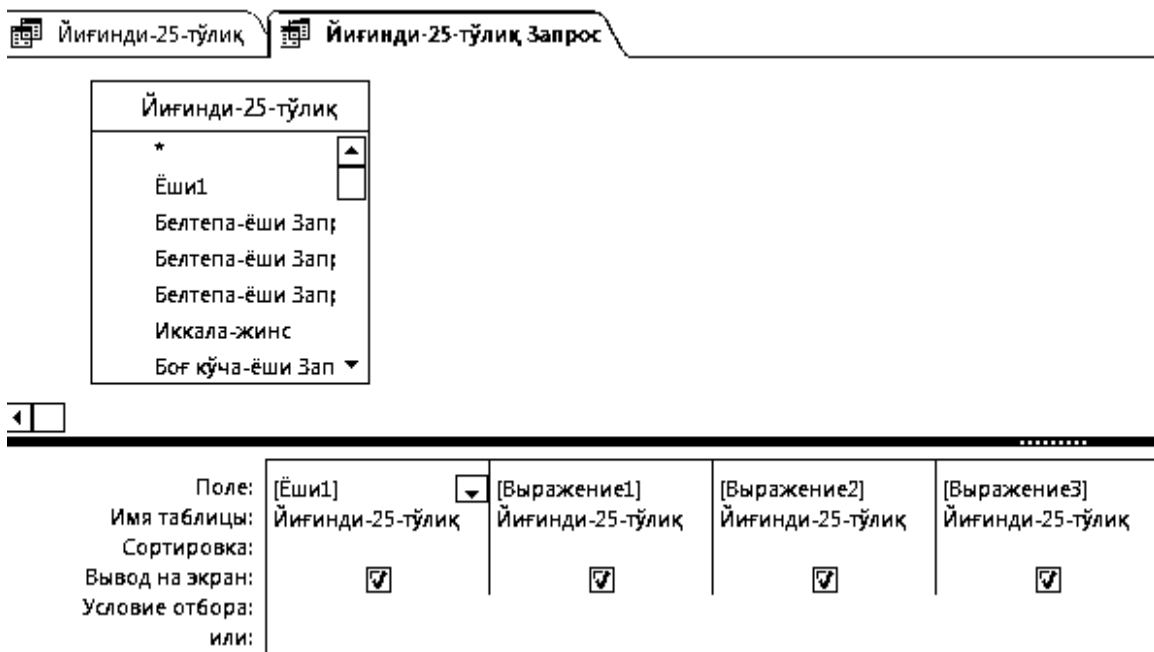 Йиғинди-25-тўлиқ Йиғинди-25-тўлиқ Запрос
Йиғинди-25-тўлиқ
*
Ёши1
Белтепа-ёши Запр
Белтепа-ёши Запр
Белтепа-ёши Запр
Иккала-жинс
Боғ кўча-ёши Зап
Поле: [Ёши1] [Выражение1] [Выражение2] [Выражение3]
Имя таблицы: Йиғинди-25-тўлиқ Йиғинди-25-тўлиқ Йиғинди-25-тўлиқ Йиғинди-25-тўлиқ
Сортировка:
Вывод на экран:
Условие отбора:
или: